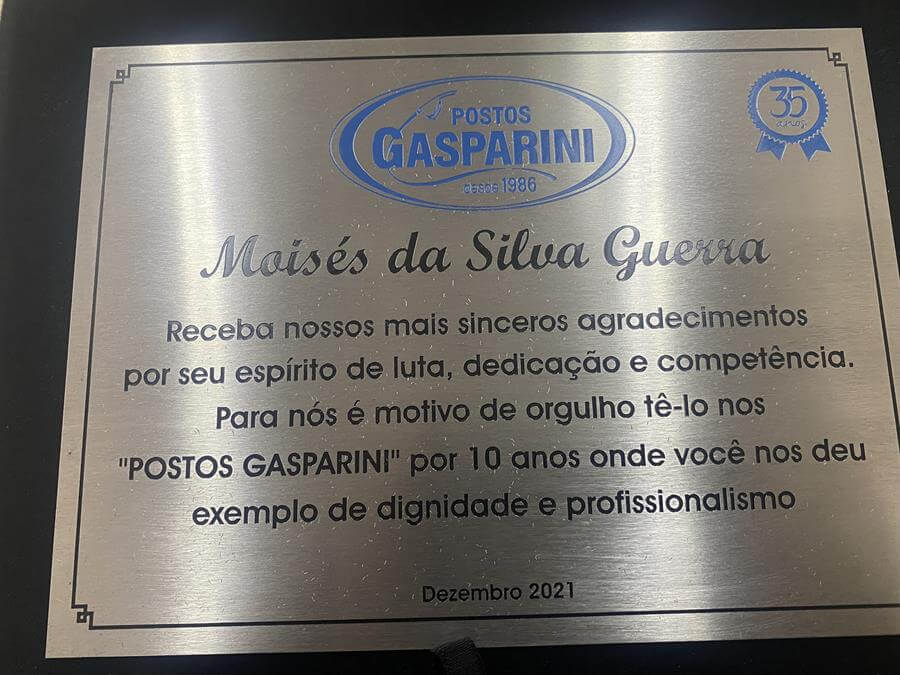 POSTOS
GASPARINI
desde 1986
35
anos
Moisés da Silva Guerra
Receba nossos mais sinceros agradecimentos
por seu espírito de luta, dedicação e competência.
Para nós é motivo de orgulho tê-lo nos
"POSTOS GASPARINI" por 10 anos onde você nos deu
exemplo de dignidade e profissionalismo
Dezembro 2021